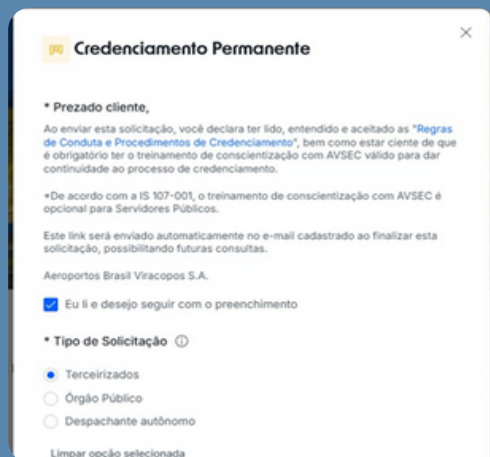 Credenciamento Permanente
* Prezado cliente,
Ao enviar esta solicitação, você declara ter lido, entendido e aceitado as "Regras
de Conduta e Procedimentos de Credenciamento", bem como estar ciente de que
é obrigatório ter o treinamento de conscientização com AVSEC válido para dar
continuidade ao processo de credenciamento.
*De acordo com a IS 107-001, o treinamento de conscientização com AVSEC é
opcional para Servidores Públicos.
Este link será enviado automaticamente no e-mail cadastrado ao finalizar esta
solicitação, possibilitando futuras consultas.
Aeroportos Brasil Viracopos S.A.
Eu li e desejo seguir com o preenchimento
* Tipo de Solicitação
Terceirizados
Órgão Público
Despachante autônomo
Limpar opção selecionada